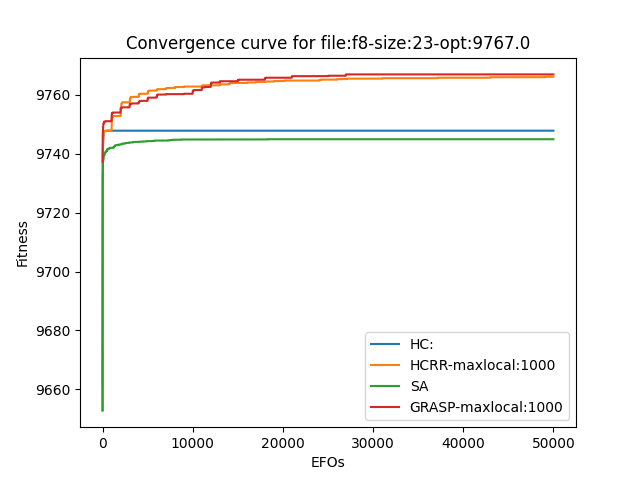 Convergence curve for file:f8-size:23-opt:9767.0
9760
9740
9720
9700
9680
9660
Fitness
0
10000
20000
30000
40000
50000
EFOs
HC:
HCRR-maxlocal:1000
SA
GRASP-maxlocal:1000